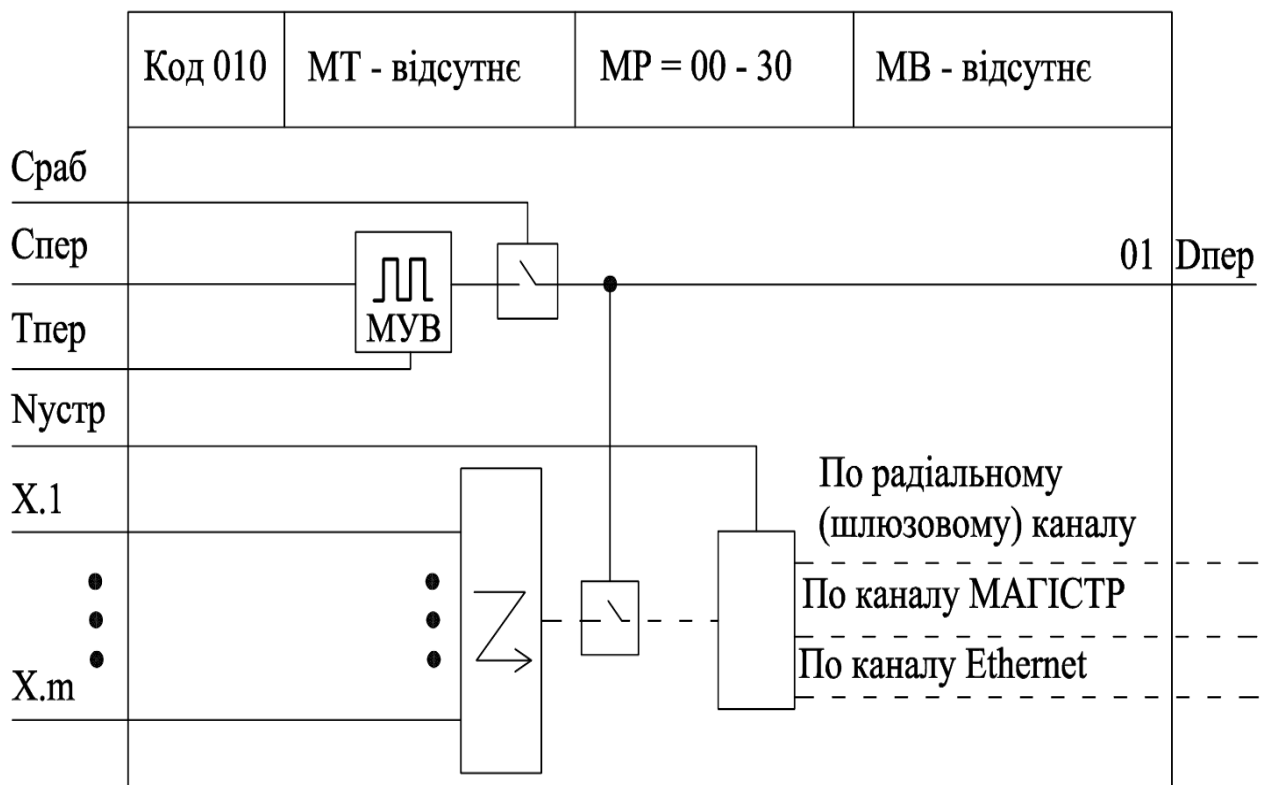 Код 010
МТ - відсутнє
МР = 00 - 30
МВ - відсутнє
Сраб
Спер
Тпер
МУВ
01
Dпер
Nустр
Х.1
Х.m
По радіальному
(шлюзовому) каналу
По каналу МАГІСТР
По каналу Ethernet